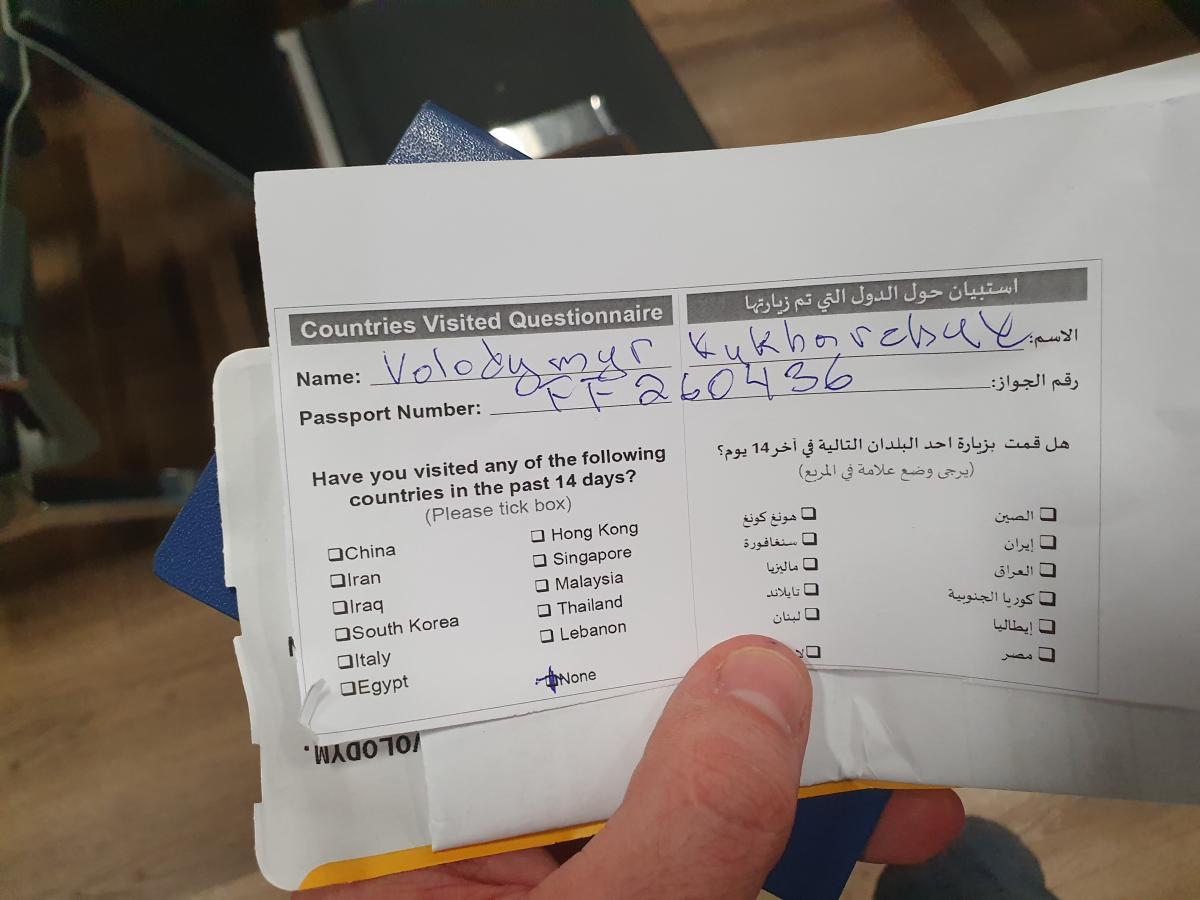 Countries Visited Questionnaire
استبيان حول الدول التي تم زيارتها
Name: Volodymyr Kukharchuk الاسم:
Passport Number: FF260436 رقم الجواز:
Have you visited any of the following
countries in the past 14 days?
(Please tick box)
China
Iran
Iraq
South Korea
Italy
Egypt
Hong Kong
Singapore
Malaysia
Thailand
Lebanon
None
هل قمت بزيارة احد البلدان التالية في آخر 14 يوم؟
(يرجى وضع علامة في المربع)
الصين
إيران
العراق
كوريا الجنوبية
إيطاليا
مصر
هونغ كونغ
سنغافورة
ماليزيا
تايلاند
لبنان
VOLODYM.